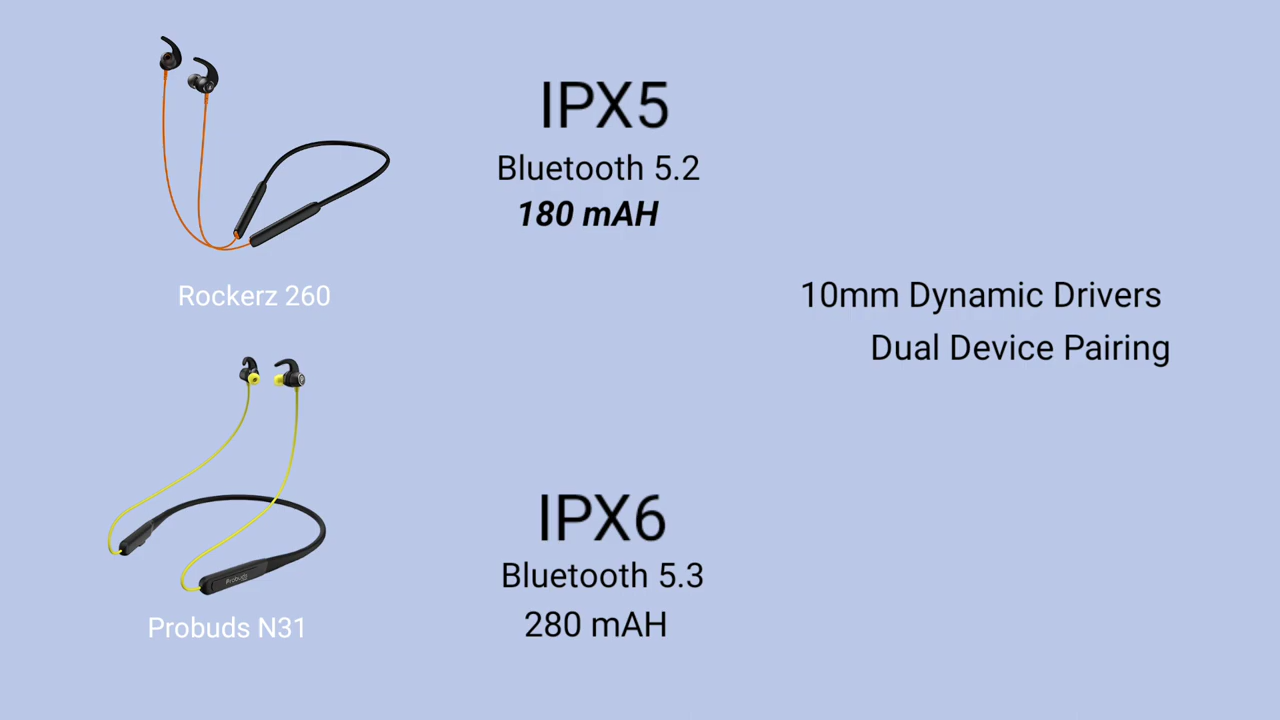 IPX5
Bluetooth 5.2
180 mAH
Rockerz 260
10mm Dynamic Drivers
Dual Device Pairing
IPX6
Bluetooth 5.3
280 mAH
Probuds
Probuds N31